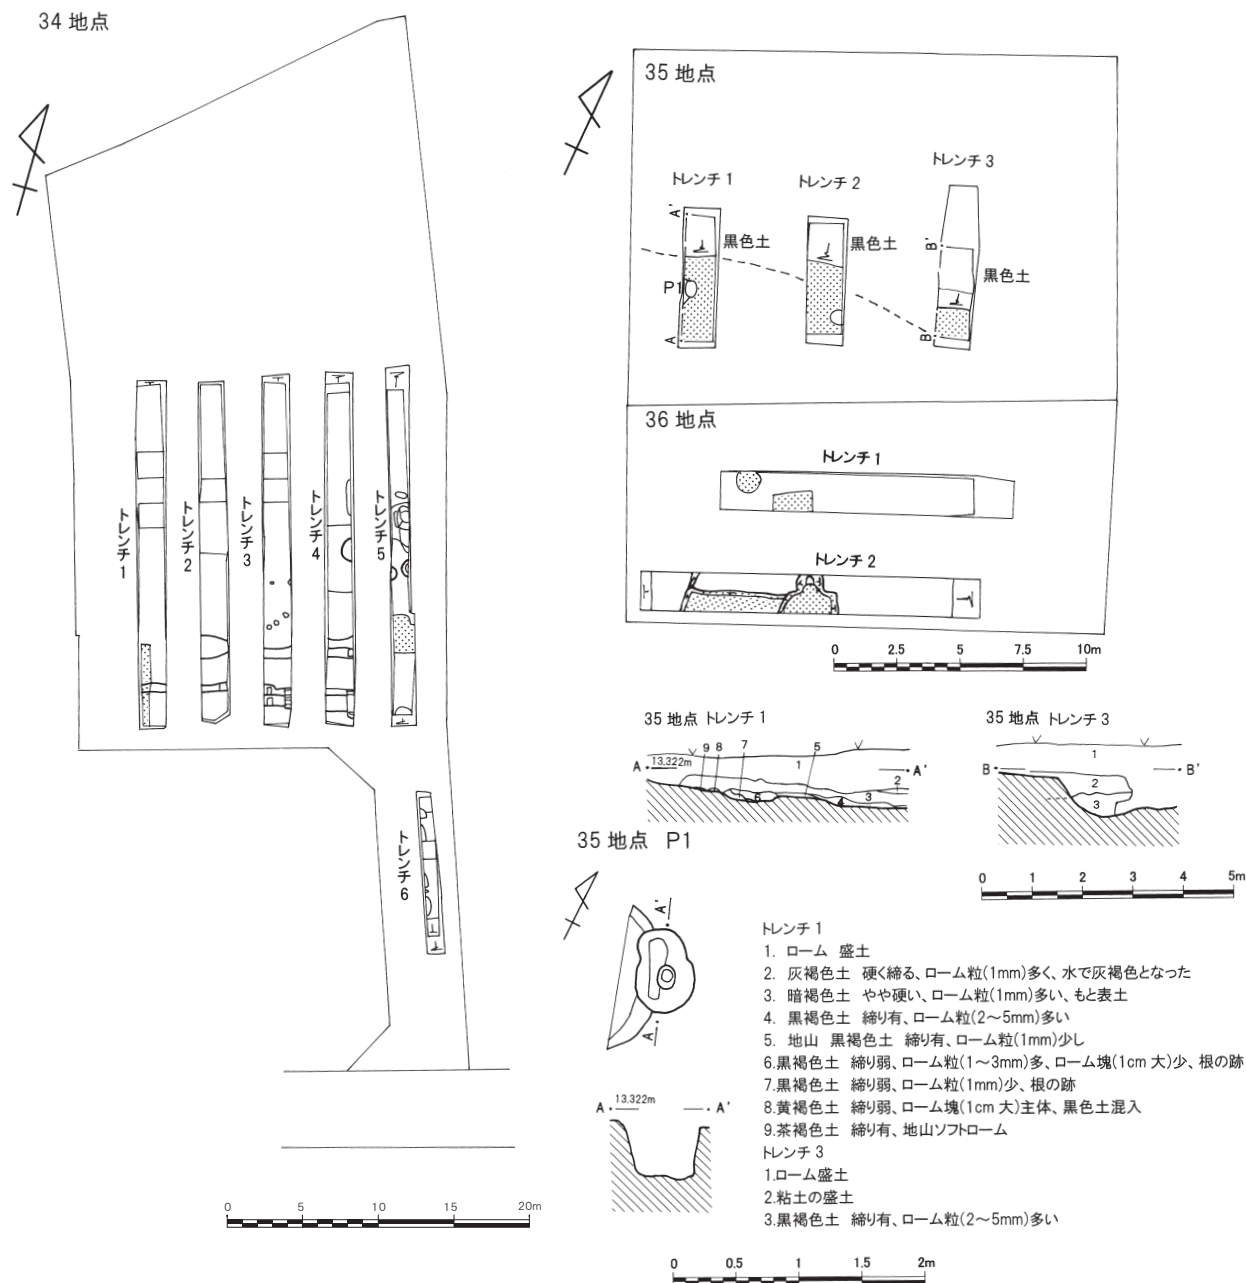 34 地点
トレンチ 1
トレンチ 2
トレンチ 3
トレンチ 4
トレンチ 5
トレンチ 6
0 5 10 15 20m
35 地点
トレンチ 1
トレンチ 2
トレンチ 3
A'
黒色土
P1
A
黒色土
B'
黒色土
B
36 地点
トレンチ 1
トレンチ 2
0 2.5 5 7.5 10m
35 地点 トレンチ 1
9 8 7 5
A 13.322m 1 A'
2
6 4 3
35 地点 トレンチ 3
1
B B'
2
3
0 1 2 3 4 5m
35 地点 P1
A'
A
A 13.322m A'
トレンチ 1
1. ローム 盛土
2. 灰褐色土 硬く締る、ローム粒(1mm)多く、水で灰褐色となった
3. 暗褐色土 やや硬い、ローム粒(1mm)多い、もと表土
4. 黒褐色土 締り有、ローム粒(2～5mm)多い
5. 地山 黒褐色土 締り有、ローム粒(1mm)少し
6.黒褐色土 締り弱、ローム粒(1～3mm)多、ローム塊(1cm 大)少、根の跡
7.黒褐色土 締り弱、ローム粒(1mm)少、根の跡
8.黄褐色土 締り弱、ローム塊(1cm 大)主体、黒色土混入
9.茶褐色土 締り有、地山ソフトローム
トレンチ 3
1.ローム盛土
2.粘土の盛土
3.黒褐色土 締り有、ローム粒(2～5mm)多い
0 0.5 1 1.5 2m